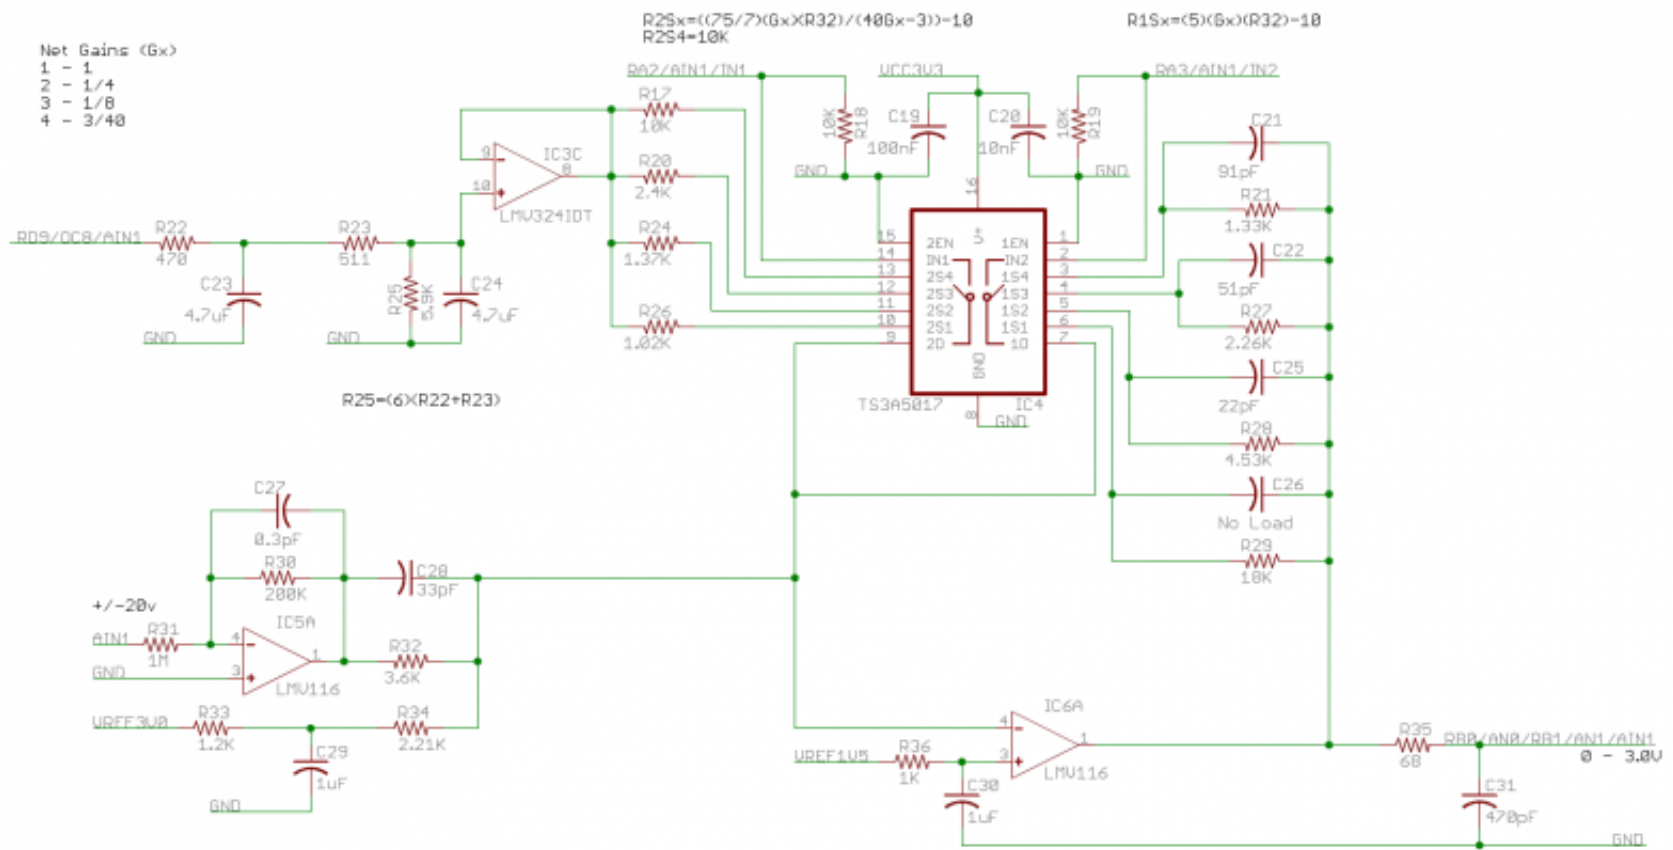 R2Sx=((75/7)(GxXR32)/(40Gx-3))-10
R2S4=10K
R1Sx=(5)(Gx)(R32)-10
Net Gains (Gx)
1 - 1
2 - 1/4
3 - 1/8
4 - 3/40
RA2/AIN1/IN1
VCC3V3
RA3/AIN1/IN2
R17
10K
10K
R18
C19
100nF
C20
10nF
10K
R19
C21
91pF
GND
GND
9
10
8
IC3C
LMV324IDT
R20
2.4K
R21
1.33K
RD9/OC8/AIN1
R22
470
R23
511
R24
1.37K
C22
51pF
C23
4.7uF
R25
5.9K
C24
4.7uF
GND
GND
R26
1.02K
R27
2.26K
16
V+
15 2EN 1EN 1
14 IN1 IN2 2
13 2S4 1S4 3
12 2S3 1S3 4
11 2S2 1S2 5
10 2S1 1S1 6
9 2D 1D 7
GND
8
TS3A5017
IC4
GND
C25
22pF
R25=(6XR22+R23)
R28
4.53K
C26
No Load
R29
18K
C27
0.3pF
R30
200K
C28
33pF
+/-20v
AIN1
R31
1M
GND
4
3
1
IC5A
LMV116
R32
3.6K
VREF3V0
R33
1.2K
R34
2.21K
C29
1uF
GND
VREF1V5
R36
1K
4
3
1
IC6A
LMV116
C30
1uF
R35
68
RB0/AN0/RB1/AN1/AIN1
0 - 3.0V
C31
470pF
GND